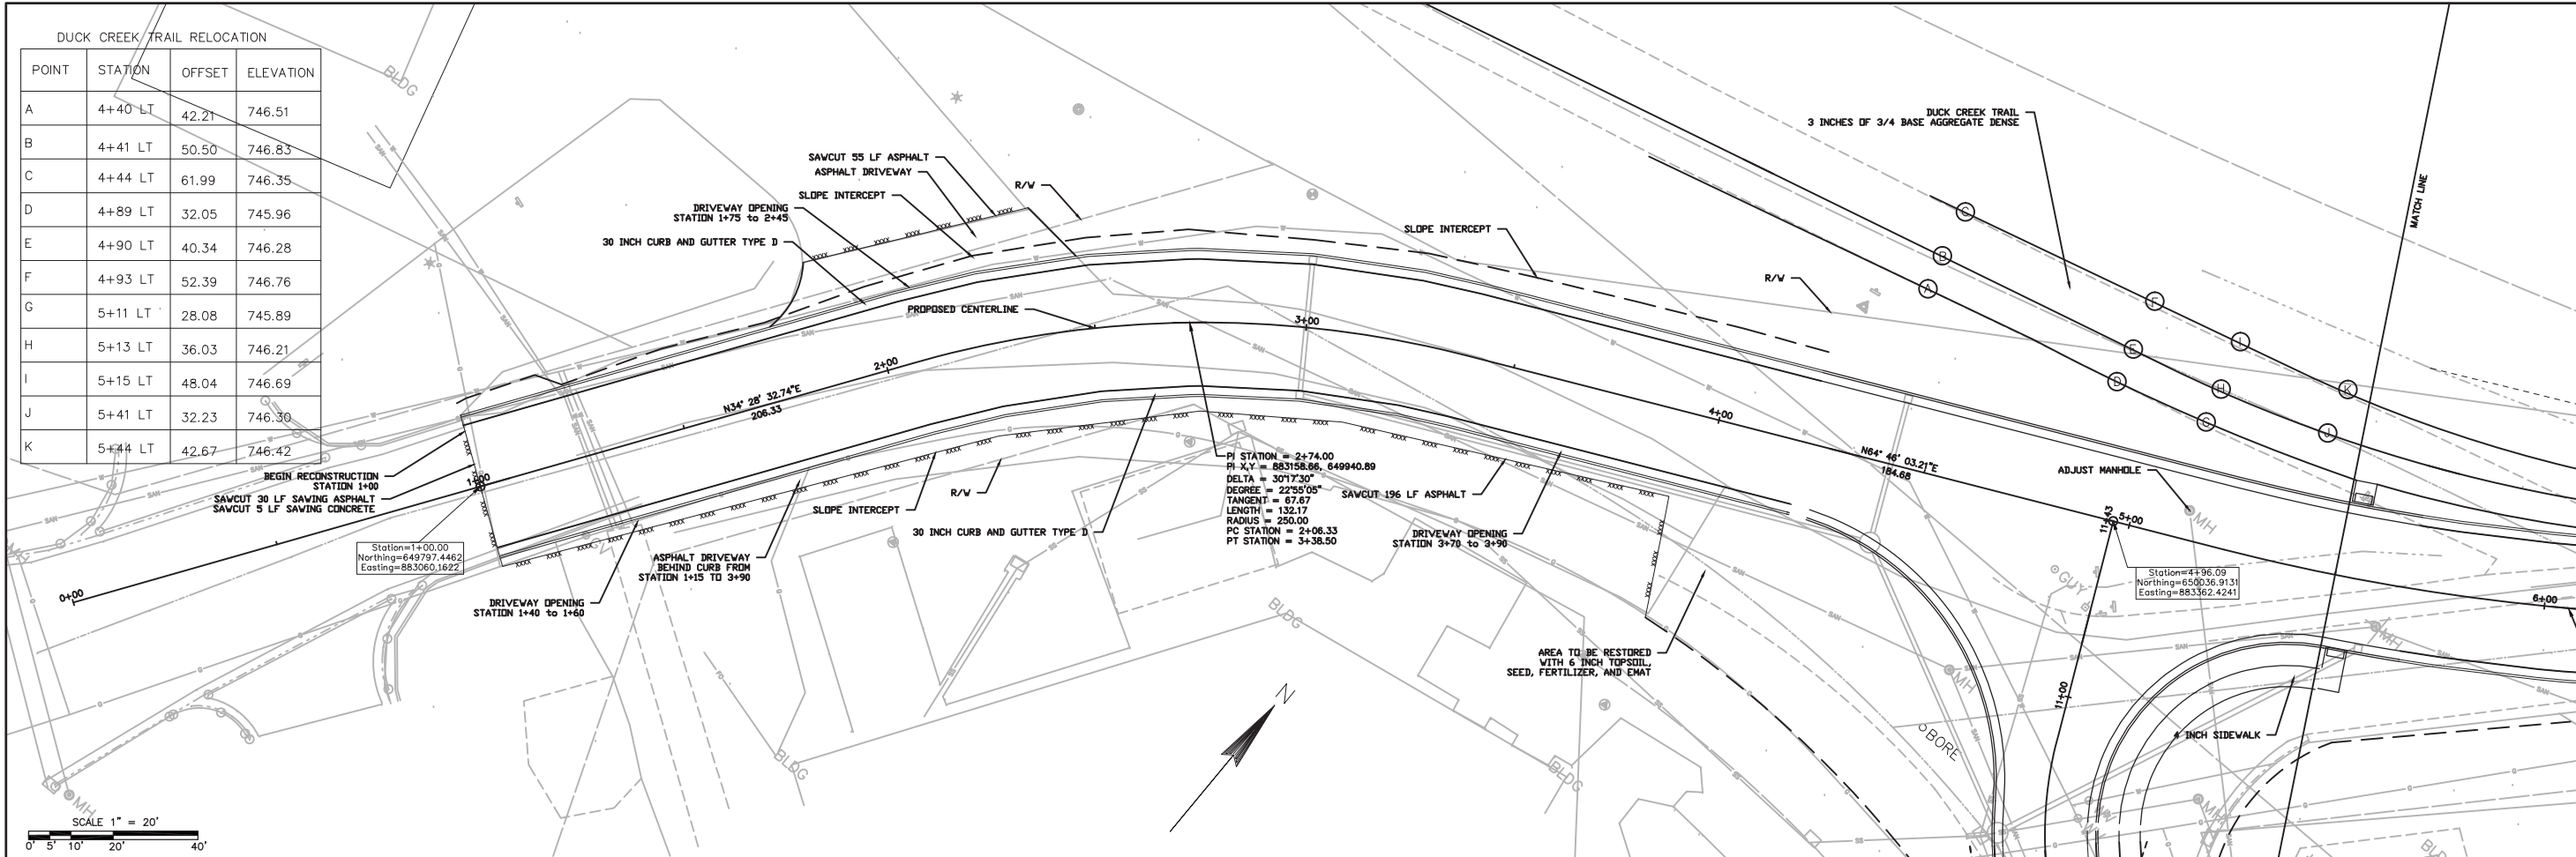 DUCK CREEK TRAIL RELOCATION
POINT STATION OFFSET ELEVATION
A 4+40 LT 42.21 746.51
B 4+41 LT 50.50 746.83
C 4+44 LT 61.99 746.35
D 4+89 LT 32.05 745.96
E 4+90 LT 40.34 746.28
F 4+93 LT 52.39 746.76
G 5+11 LT 28.08 745.89
H 5+13 LT 36.03 746.21
I 5+15 LT 48.04 746.69
J 5+41 LT 32.23 746.30
K 5+44 LT 42.67 746.42
BLDG
SAWCUT 55 LF ASPHALT
ASPHALT DRIVEWAY
SLOPE INTERCEPT
DRIVEWAY OPENING
STATION 1+75 to 2+45
30 INCH CURB AND GUTTER TYPE D
R/W
SLOPE INTERCEPT
R/W
DUCK CREEK TRAIL
3 INCHES OF 3/4 BASE AGGREGATE DENSE
MATCH LINE
C
B
A
F
I
E
D
H
K
G
J
PROPOSED CENTERLINE
3+00
2+00
N34° 28' 32.74"E
206.33
4+00
N64° 46' 03.21"E
184.68
BEGIN RECONSTRUCTION
STATION 1+00
SAWCUT 30 LF SAWING ASPHALT
SAWCUT 5 LF SAWING CONCRETE
1+00
Station=1+00.00
Northing=649797.4462
Easting=883060.1622
0+00
SLOPE INTERCEPT
R/W
30 INCH CURB AND GUTTER TYPE D
PI STATION = 2+74.00
PI X,Y = 883158.66, 649940.89
DELTA = 30°17'30"
DEGREE = 22°55'05"
TANGENT = 67.67
LENGTH = 132.17
RADIUS = 250.00
PC STATION = 2+06.33
PT STATION = 3+38.50
SAWCUT 196 LF ASPHALT
DRIVEWAY OPENING
STATION 3+70 to 3+90
ADJUST MANHOLE
MH
11+43
5+00
Station=4+96.09
Northing=650036.9131
Easting=883362.4241
GUY
6+00
ASPHALT DRIVEWAY
BEHIND CURB FROM
STATION 1+15 TO 3+90
DRIVEWAY OPENING
STATION 1+40 to 1+60
BLDG
AREA TO BE RESTORED
WITH 6 INCH TOPSOIL,
SEED, FERTILIZER, AND EMAT
MH
MH
11+00
4 INCH SIDEWALK
BORE
N
BLDG
BLDG
MH
MH
SCALE 1" = 20'
0' 5' 10' 20' 40'